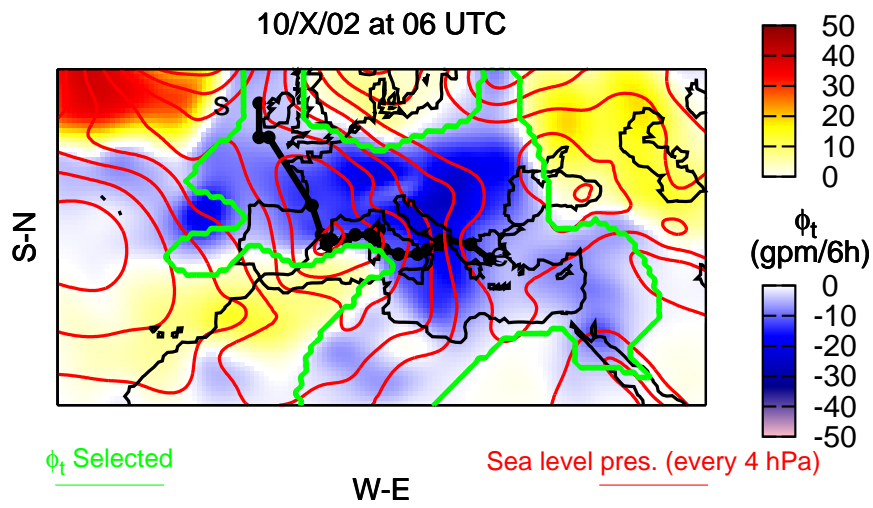 10/X/02 at 06 UTC
S
S-N
50
40
30
20
10
0
ϕt
(gpm/6h)
0
-10
-20
-30
-40
-50
ϕt Selected
Sea level pres. (every 4 hPa)
W-E